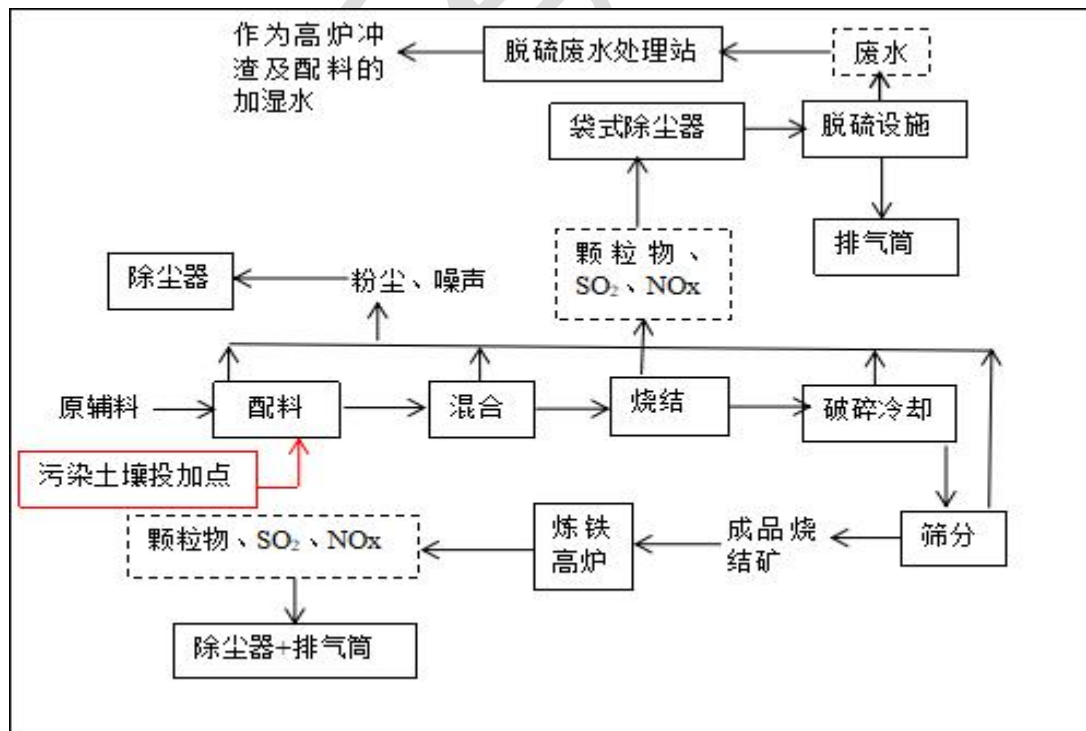 作为高炉冲
渣及配料的
加湿水
脱硫废水处理站
废水
袋式除尘器
脱硫设施
排气筒
颗粒物、
SO₂、NOx
除尘器
粉尘、噪声
原辅料
配料
混合
烧结
破碎冷却
污染土壤投加点
颗粒物、SO₂、NOx
炼铁
高炉
成品烧
结矿
筛分
除尘器+排气筒